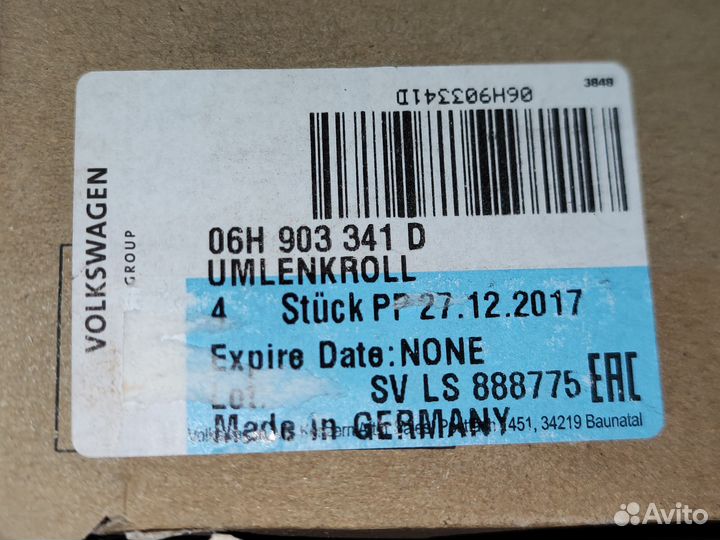 3848
06H903341D
VOLKSWAGEN
GROUP
06H 903 341 D
UMLENKROLL
4 Stück PP 27.12.2017
Expire Date:NONE
Lot: SV LS 888775 EAC
Made in GERMANY
451, 34219 Baunatal
Avito